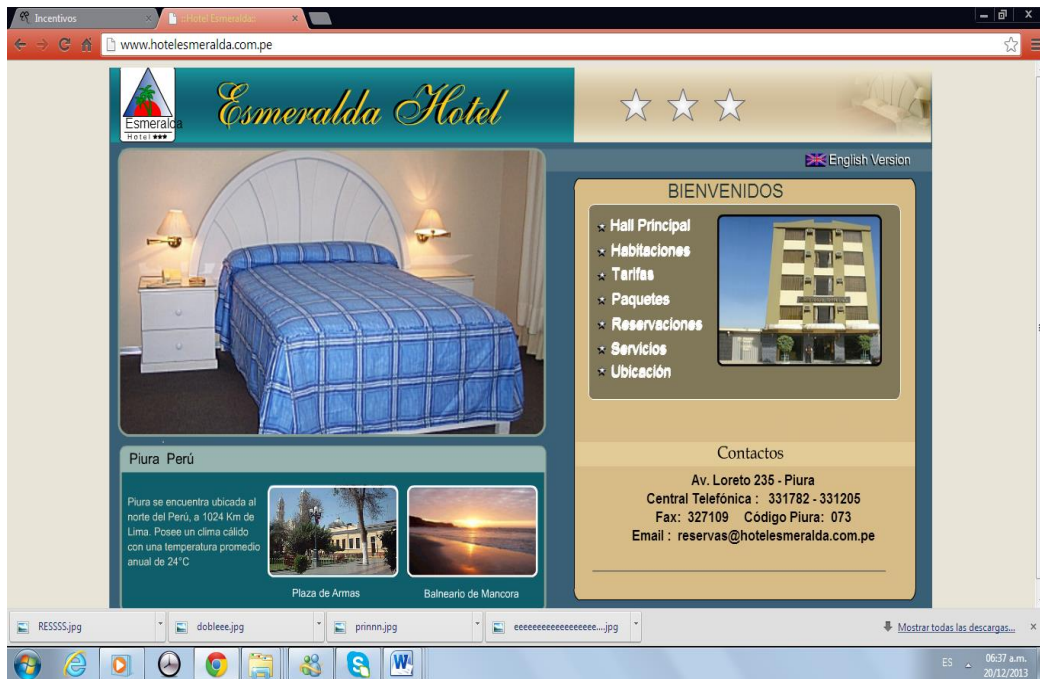 Incentivos
::Hotel Esmeralda::
www.hotelesmeralda.com.pe
Esmeralda
Hotel ★★★
Esmeralda Hotel
English Version
BIENVENIDOS
Hall Principal
Habitaciones
Tarifas
Paquetes
Reservaciones
Servicios
Ubicación
Contactos
Av. Loreto 235 - Piura
Central Telefónica : 331782 - 331205
Fax: 327109 Código Piura: 073
Email : reservas@hotelesmeralda.com.pe
Piura Perú
Piura se encuentra ubicada al
norte del Perú, a 1024 Km de
Lima. Posee un clima cálido
con una temperatura promedio
anual de 24°C
Plaza de Armas
Balneario de Mancora
RESSSS.jpg
dobleee.jpg
prinnn.jpg
eeeeeeeeeeeeeeeee....jpg
Mostrar todas las descargas...
ES
06:37 a.m.
20/12/2013